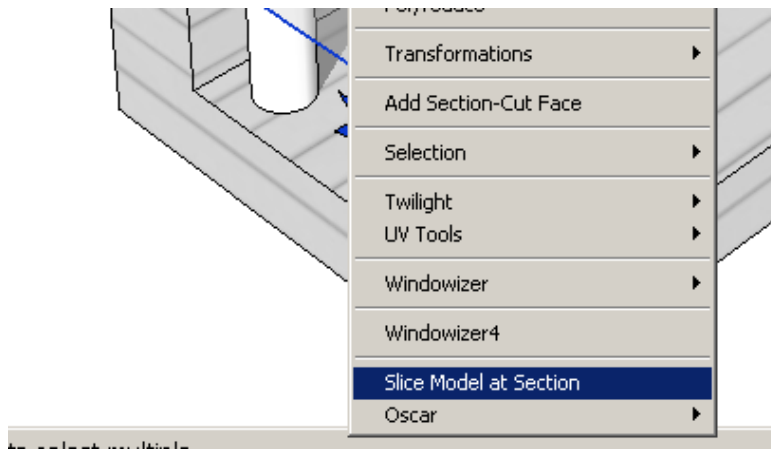 Transformations
Add Section-Cut Face
Selection
Twilight
UV Tools
Windowizer
Windowizer4
Slice Model at Section
Oscar